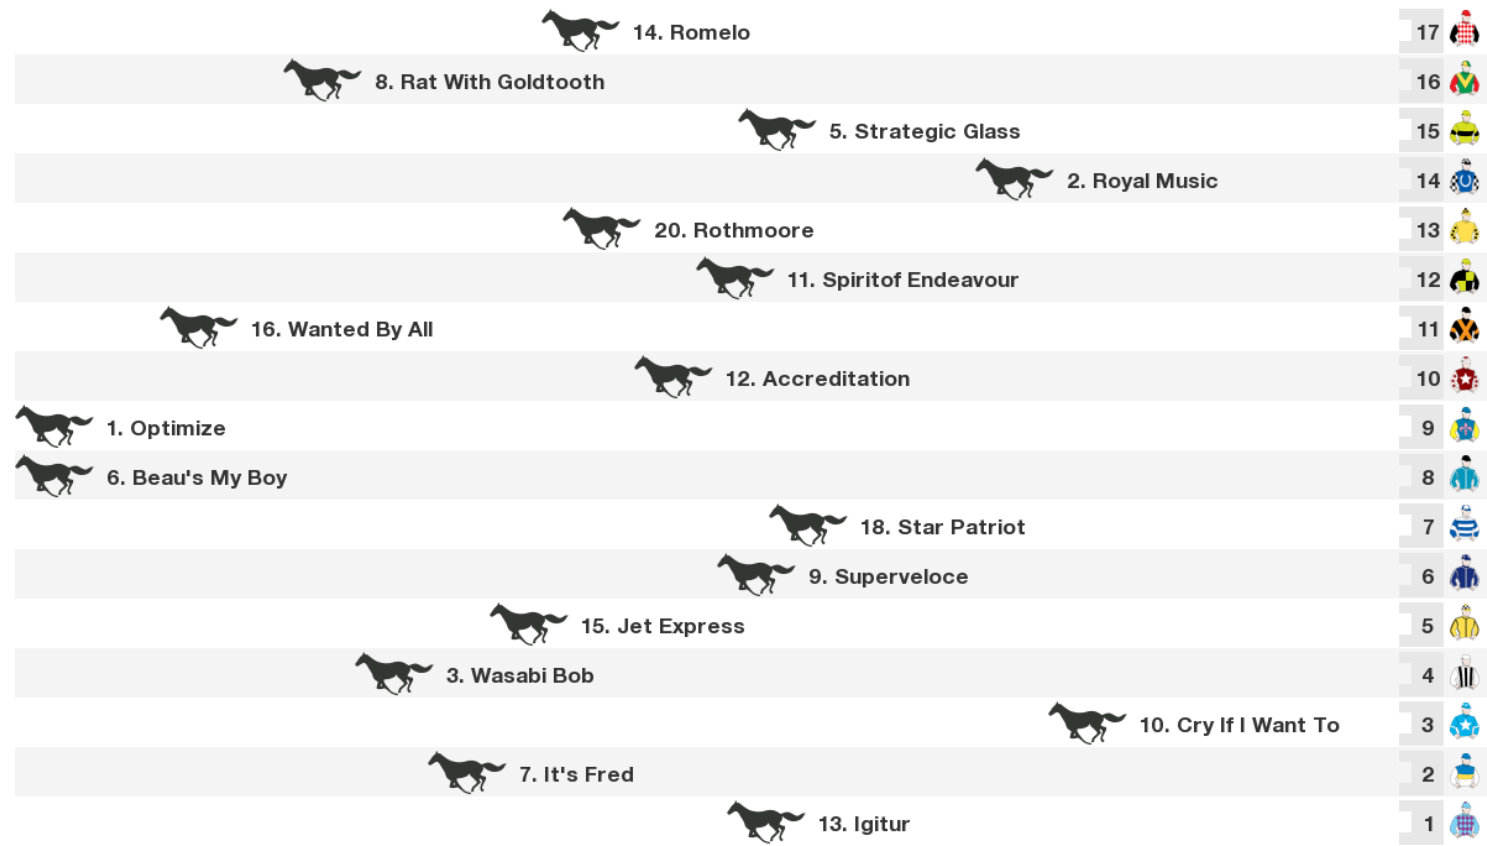 14. Romelo 17
8. Rat With Goldtooth 16
5. Strategic Glass 15
2. Royal Music 14
20. Rothmoore 13
11. Spiritof Endeavour 12
16. Wanted By All 11
12. Accreditation 10
1. Optimize 9
6. Beau's My Boy 8
18. Star Patriot 7
9. Superveloce 6
15. Jet Express 5
3. Wasabi Bob 4
10. Cry If I Want To 3
7. It's Fred 2
13. Igitur 1